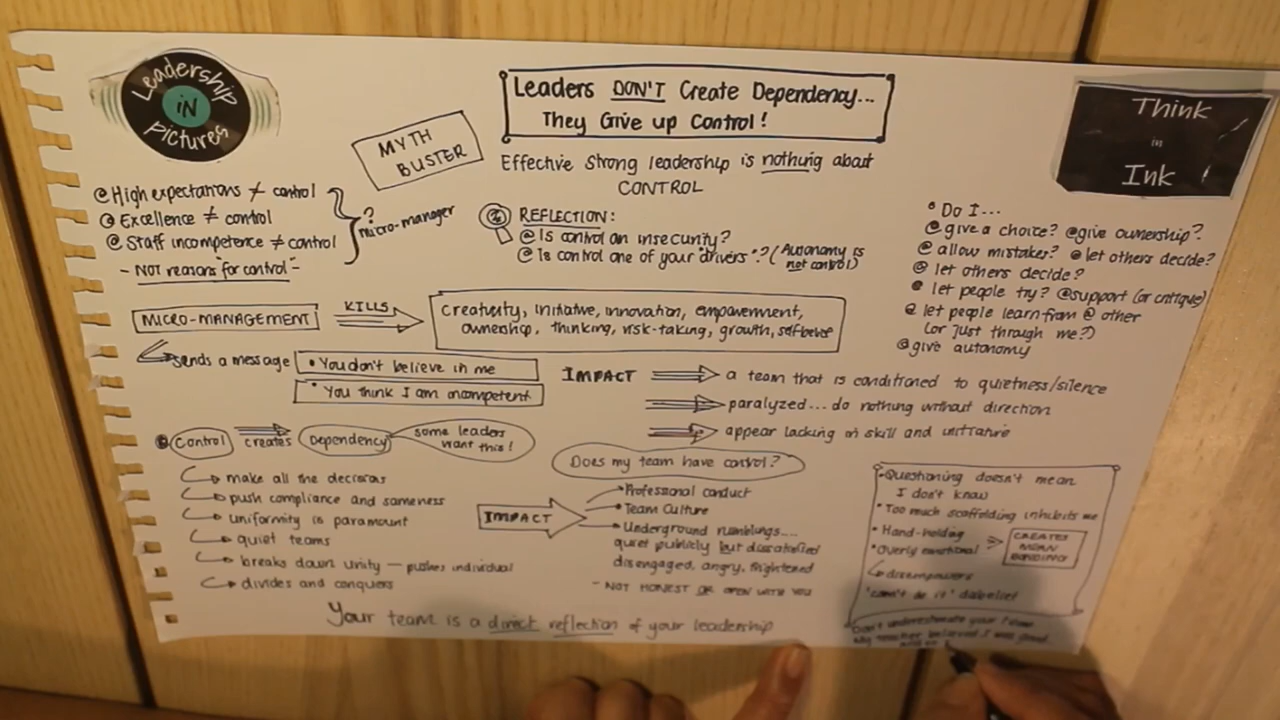 Leadership
IN
pictures
MYTH
BUSTER
Leaders DON'T Create Dependency...
They Give up Control!
Effective strong leadership is nothing about
CONTROL
Think
in
Ink
@ High expectations ≠ control
@ Excellence ≠ control
@ Staff incompetence ≠ control
- NOT reasons "for control" -
?
micro-manager
REFLECTION:
@ Is control an insecurity?
@ Is control one of your "drivers"? (Autonomy is
not control)
Do I...
@ give a choice? @ give ownership?
@ allow mistakes? @ let others decide?
@ let others decide?
@ let people try? @ support (or critique)
@ let people learn from @ other
(or just through me?)
@ give autonomy
MICRO-MANAGEMENT
KILLS
Creativity, initiative, innovation, empowerment,
ownership, thinking, risk-taking, growth, self-belief
sends a message
• You don't believe in me
• You think I am incompetent
IMPACT
a team that is conditioned to quietness/silence
paralyzed... do nothing without direction
appear lacking in skill and
Control creates Dependency
some leaders
want this!
make all the decisions
push compliance and sameness
uniformity is paramount
quiet teams
breaks down unity — pushes individual
divides and conquers
IMPACT
Does my team have control?
Professional conduct
• Team Culture
• Underground rumblings...
quiet publicly but dissatisfied
disengaged, angry, frightened
- NOT HONEST OR OPEN WITH YOU
• Questioning doesn't mean
I don't know
• Too much scaffolding inhibits me
• Hand-holding
• Overly emotional
CREATES
disempowers
"can't do it"
Your team is a direct reflection of your leadership
Don't underestimate your
My teacher believed I was good